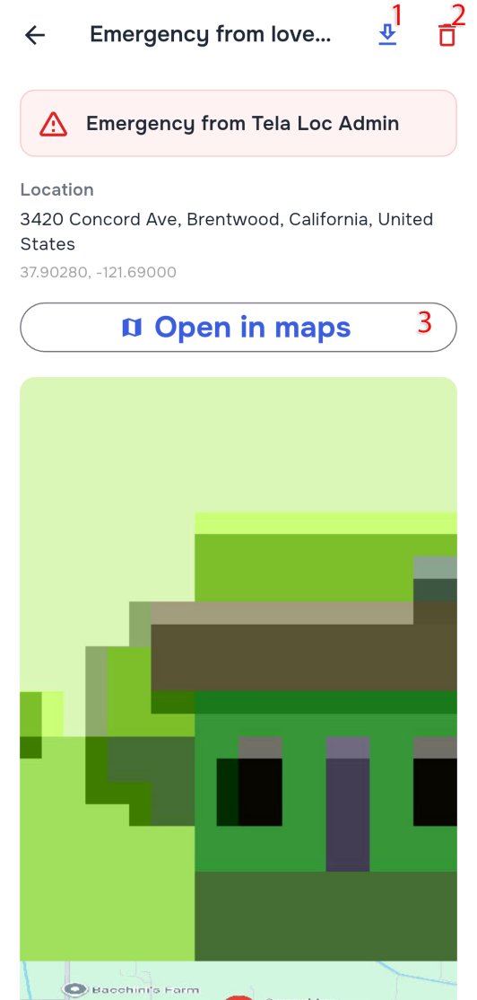 1
2
Emergency from love...
Emergency from Tela Loc Admin
Location
3420 Concord Ave, Brentwood, California, United
States
37.90280, -121.69000
Open in maps
3
Bacchini's Farm